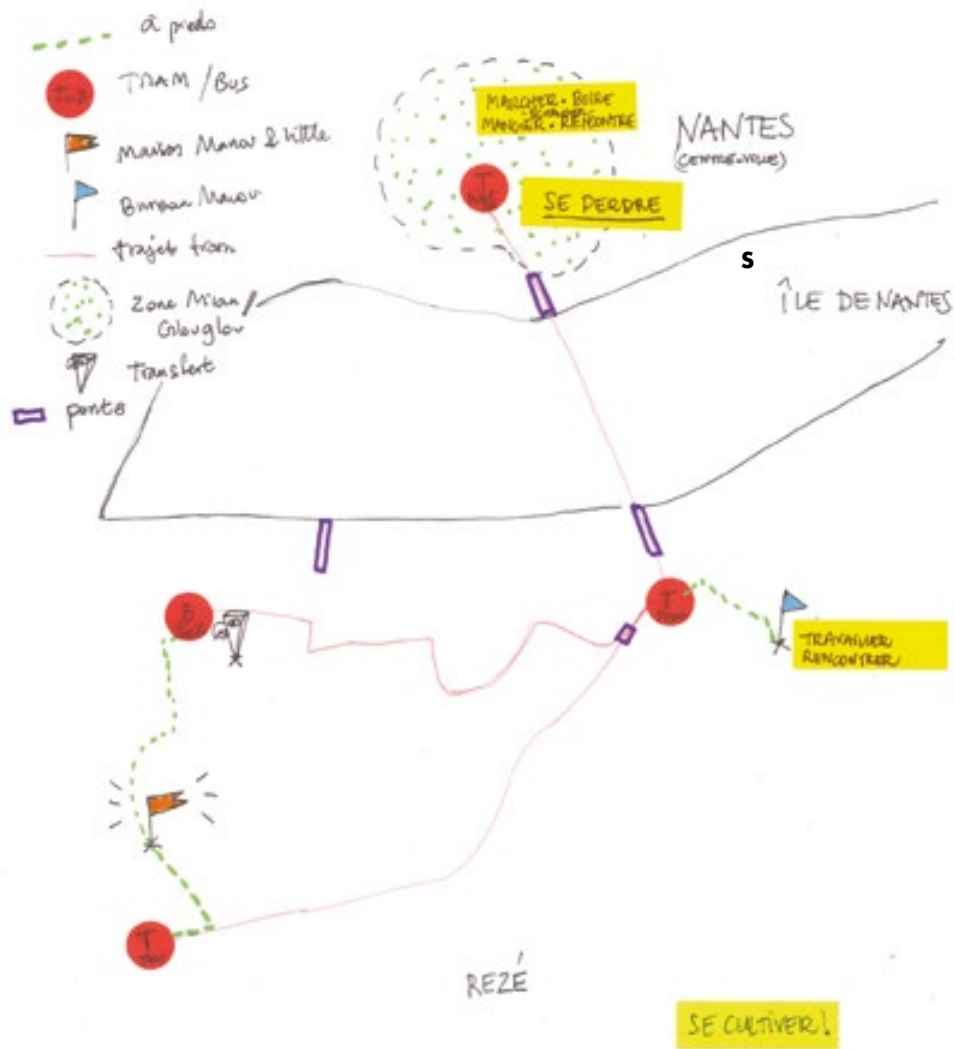 à pieds
TRAM / BUS
Maison Manou & little
Bureau Manou
trajet tram
Zone Miam/
Glouglou
Transfert
ponts
MARCHER - BOIRE
MANGER - RENCONTRE
NANTES
(CENTRE-VILLE)
T
SE PERDRE
S
ÎLE DE NANTES
B
T
TRAVAILLER
RENCONTRER
T
REZÉ
SE CULTIVER!